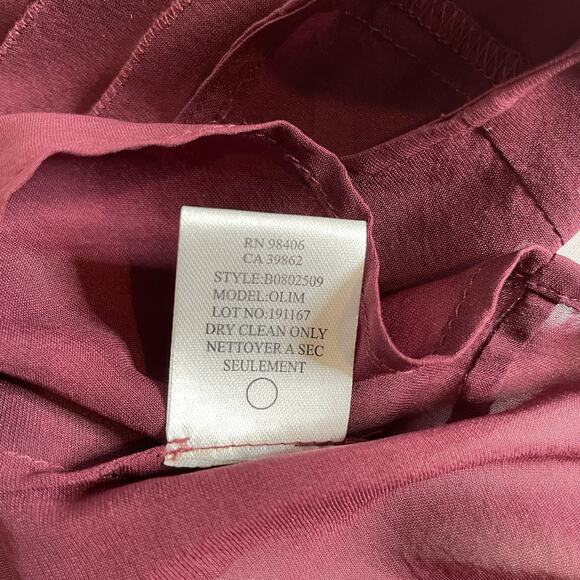 RN 98406
CA 39862
STYLE:B0802509
MODEL:OLIM
LOT NO:191167
DRY CLEAN ONLY
NETTOYER A SEC
SEULEMENT